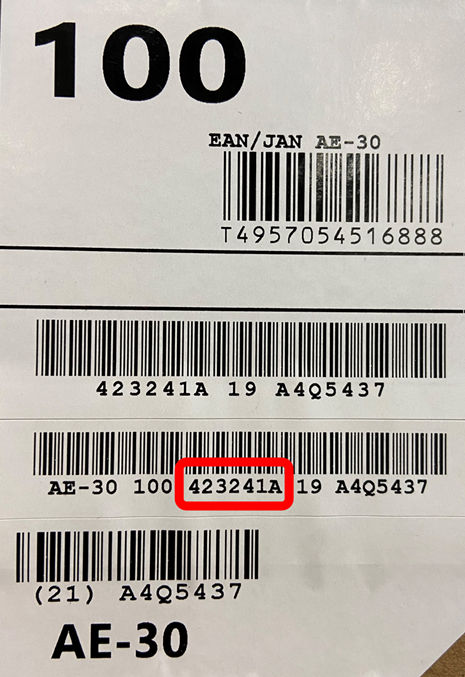 100
EAN/JAN AE-30
T4957054516888
423241A 19 A4Q5437
AE-30 100 423241A 19 A4Q5437
(21) A4Q5437
AE-30